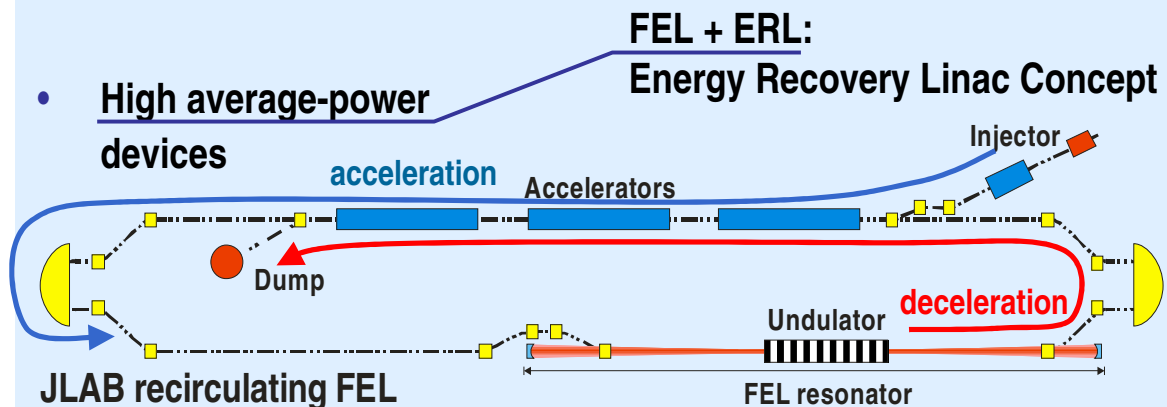 FEL + ERL:
Energy Recovery Linac Concept
• High average-power
devices
Injector
acceleration
Accelerators
Dump
deceleration
Undulator
JLAB recirculating FEL
FEL resonator